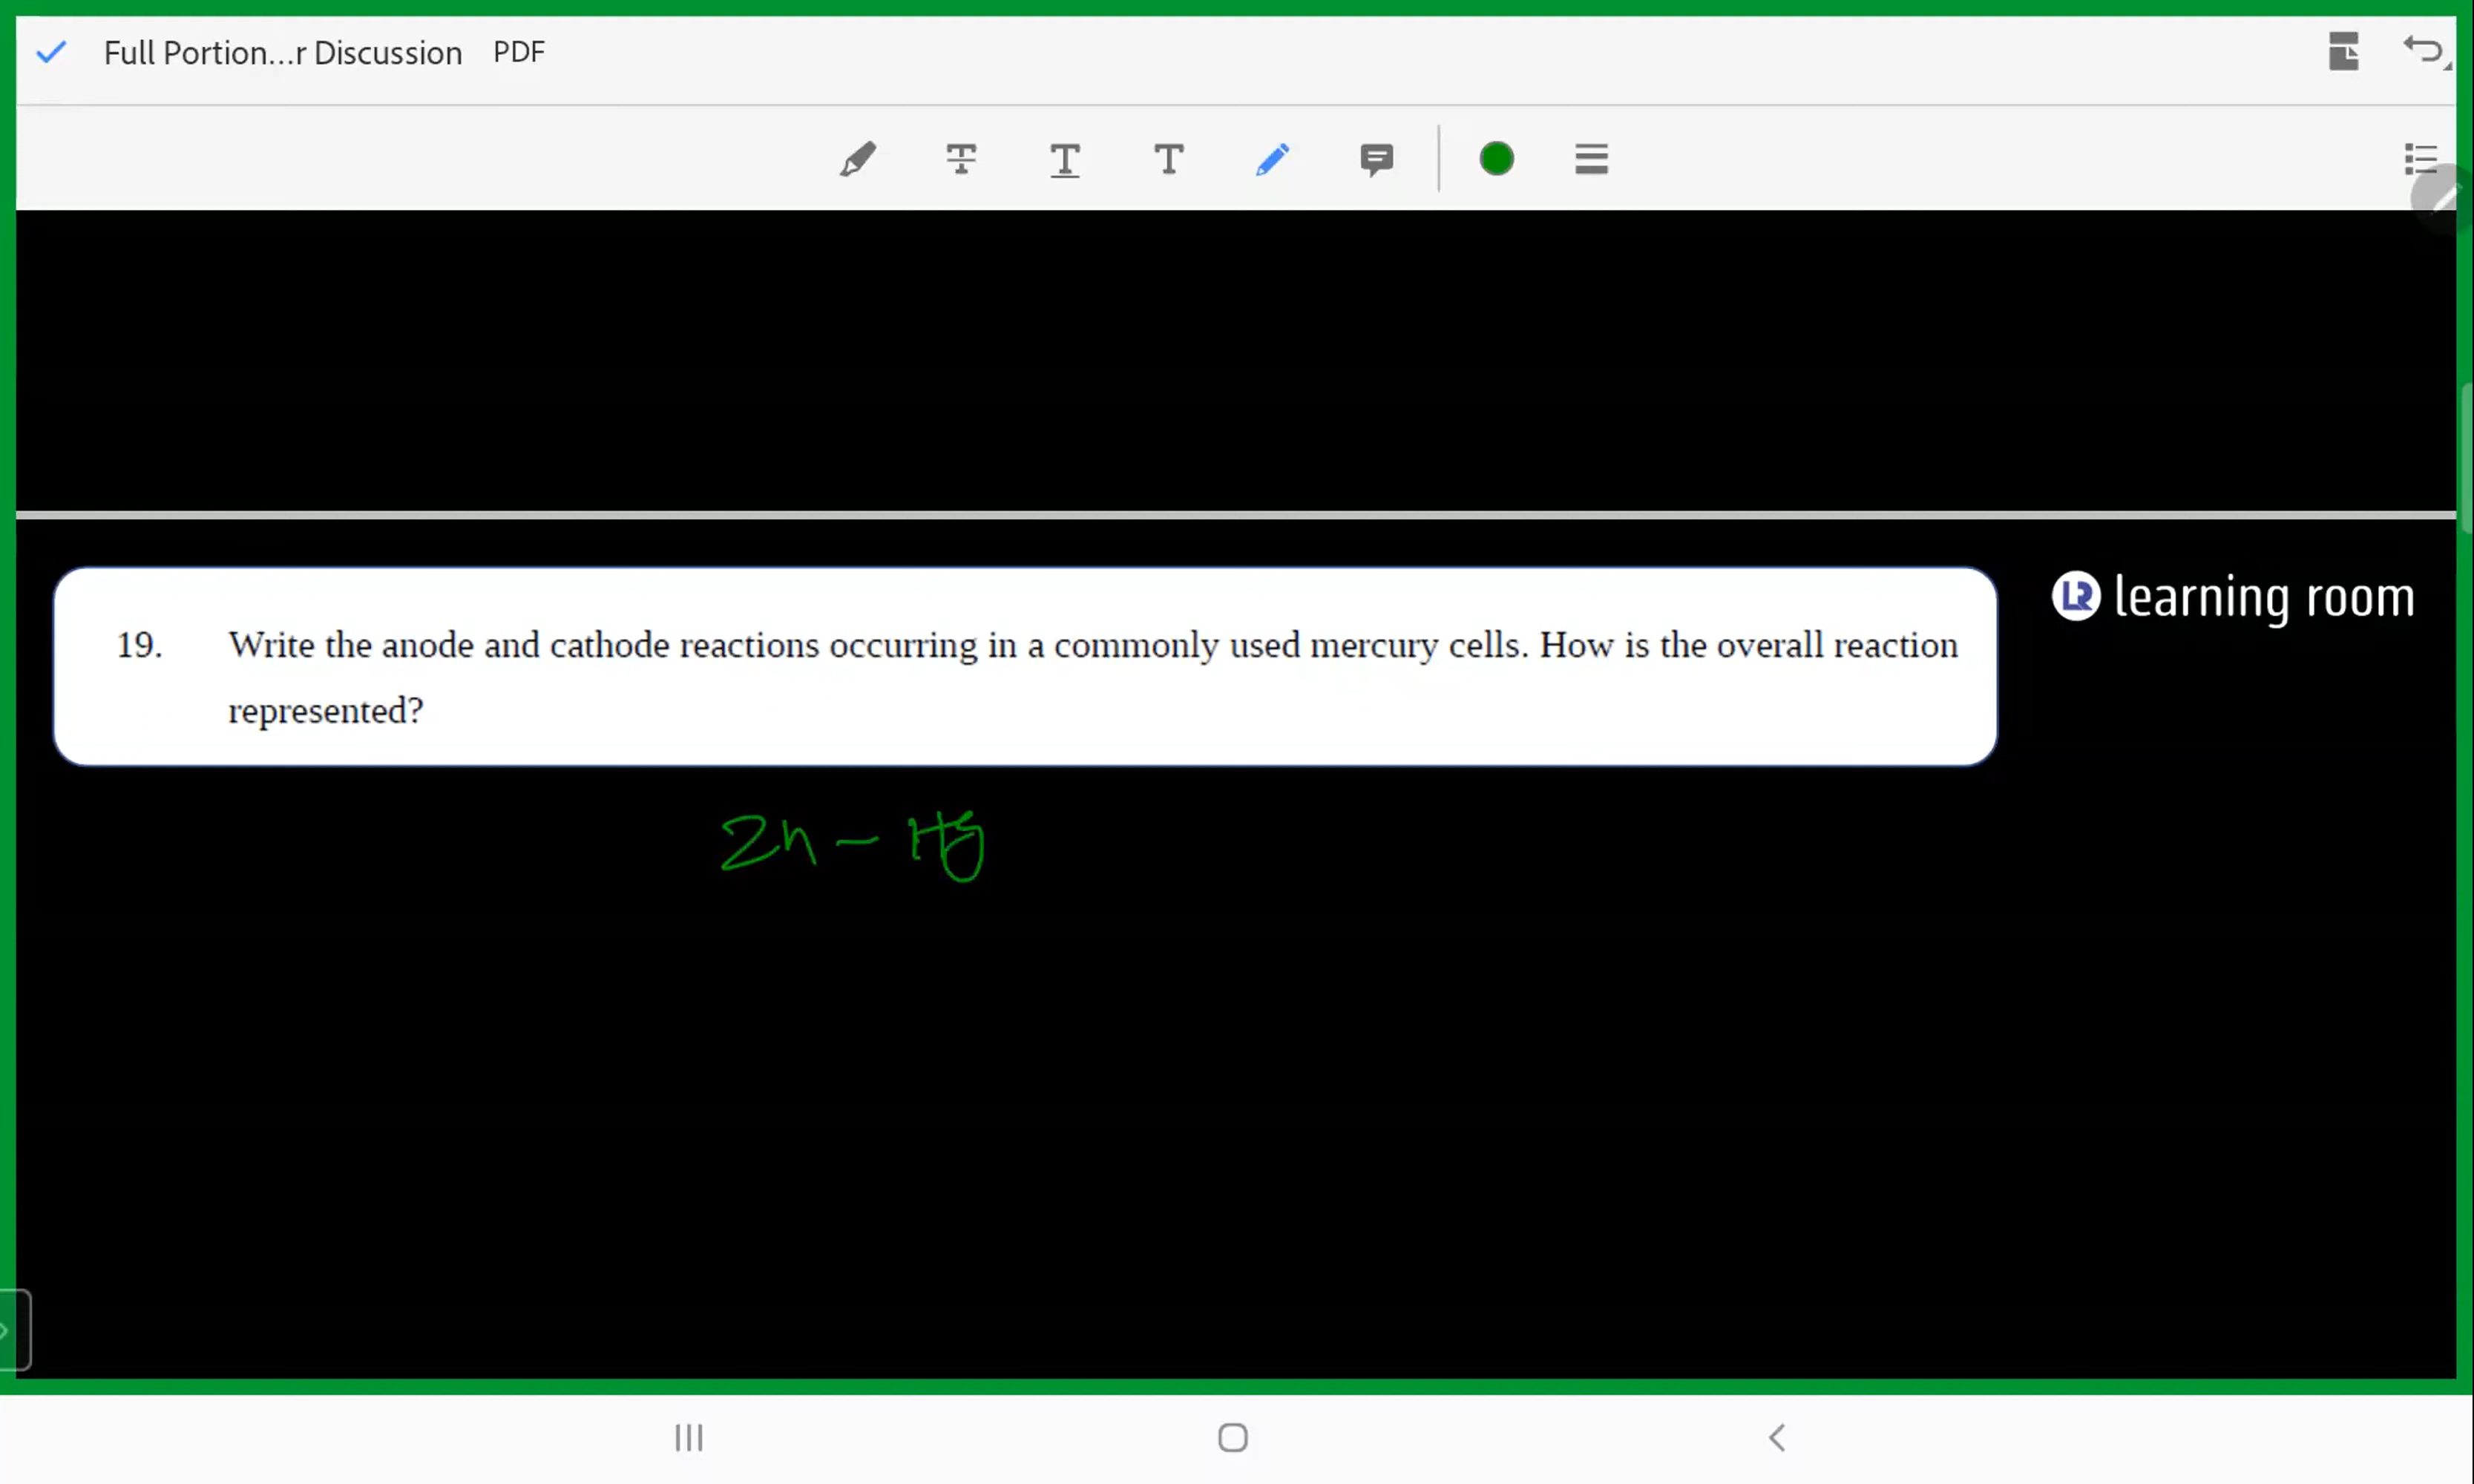 Full Portion...r Discussion PDF
learning room
19. Write the anode and cathode reactions occurring in a commonly used mercury cells. How is the overall reaction
represented?
Zn - Hg